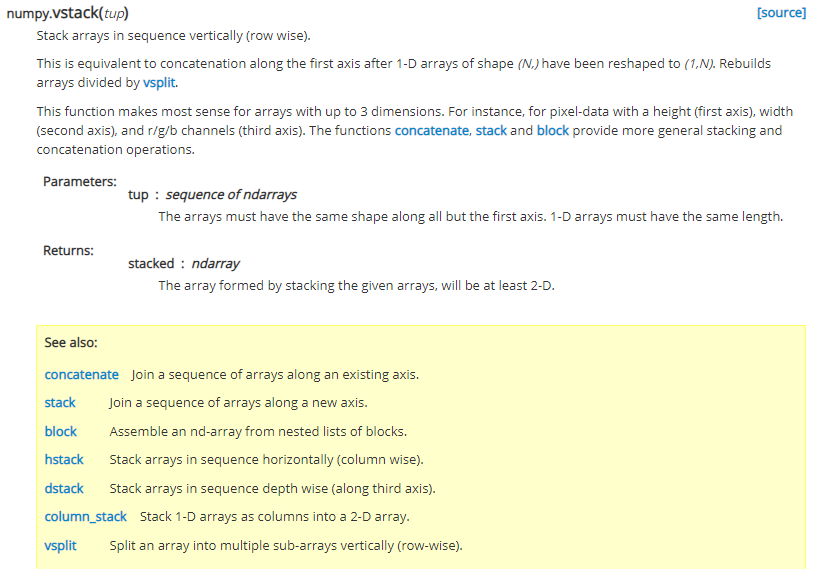 numpy.vstack(tup) [source]
Stack arrays in sequence vertically (row wise).
This is equivalent to concatenation along the first axis after 1-D arrays of shape (N,) have been reshaped to (1,N). Rebuilds
arrays divided by vsplit.
This function makes most sense for arrays with up to 3 dimensions. For instance, for pixel-data with a height (first axis), width
(second axis), and r/g/b channels (third axis). The functions concatenate, stack and block provide more general stacking and
concatenation operations.
Parameters:
tup : sequence of ndarrays
The arrays must have the same shape along all but the first axis. 1-D arrays must have the same length.
Returns:
stacked : ndarray
The array formed by stacking the given arrays, will be at least 2-D.
See also:
concatenate Join a sequence of arrays along an existing axis.
stack Join a sequence of arrays along a new axis.
block Assemble an nd-array from nested lists of blocks.
hstack Stack arrays in sequence horizontally (column wise).
dstack Stack arrays in sequence depth wise (along third axis).
column_stack Stack 1-D arrays as columns into a 2-D array.
vsplit Split an array into multiple sub-arrays vertically (row-wise).